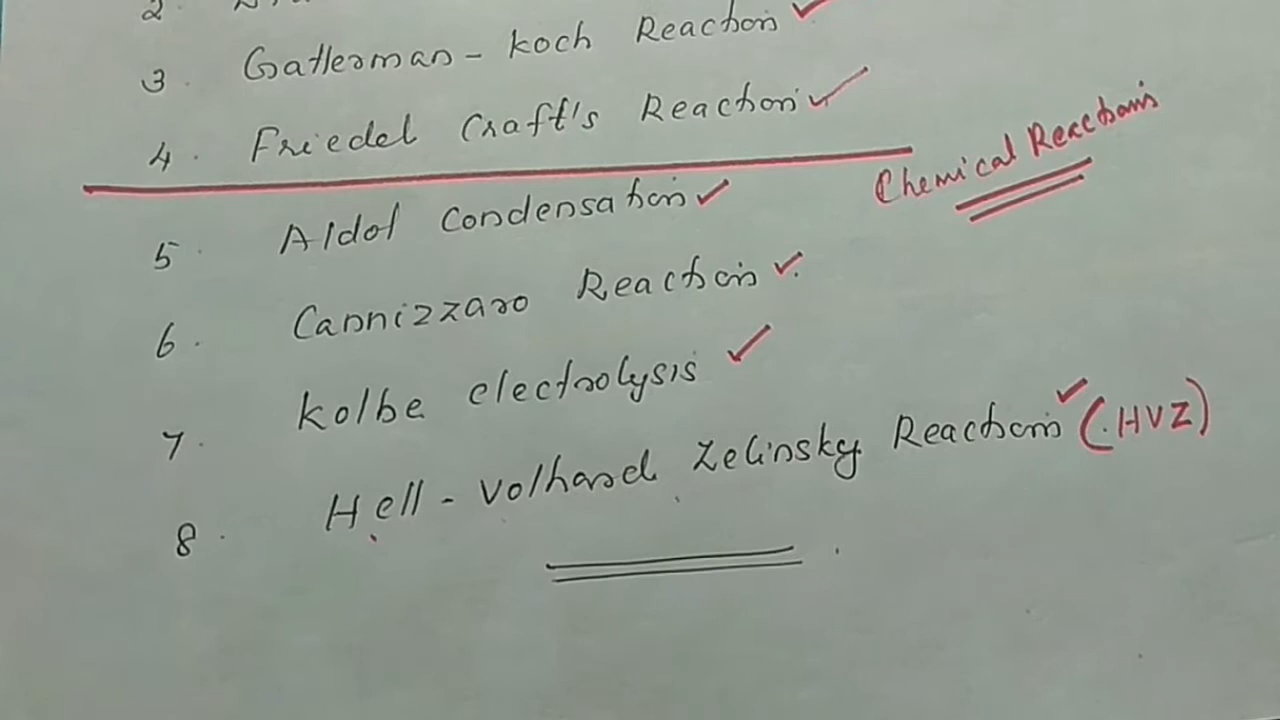 2.
3. Gatterman - Koch Reaction ✓
4. Friedel Craft's Reaction ✓
Chemical Reactions
5. Aldol Condensation ✓
6. Cannizzaro Reaction ✓
7. Kolbe electrolysis ✓
8. Hell - Volhard Zelinsky Reaction ✓ (HVZ)